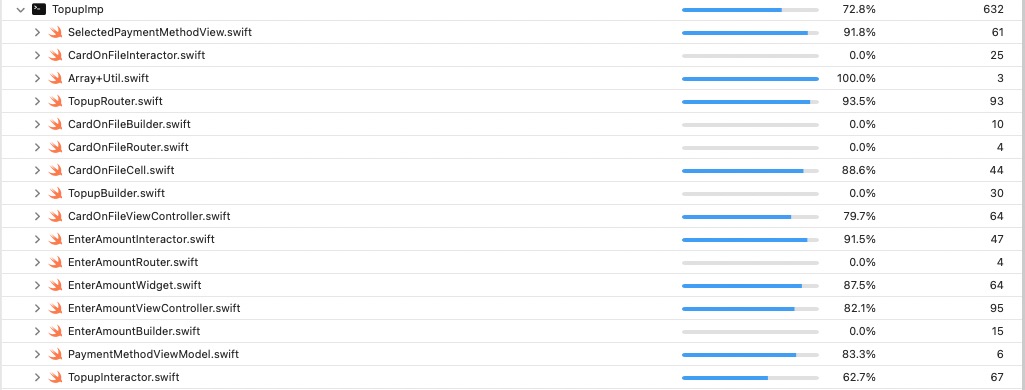 TopupImp 72.8% 632
SelectedPaymentMethodView.swift 91.8% 61
CardOnFileInteractor.swift 0.0% 25
Array+Util.swift 100.0% 3
TopupRouter.swift 93.5% 93
CardOnFileBuilder.swift 0.0% 10
CardOnFileRouter.swift 0.0% 4
CardOnFileCell.swift 88.6% 44
TopupBuilder.swift 0.0% 30
CardOnFileViewController.swift 79.7% 64
EnterAmountInteractor.swift 91.5% 47
EnterAmountRouter.swift 0.0% 4
EnterAmountWidget.swift 87.5% 64
EnterAmountViewController.swift 82.1% 95
EnterAmountBuilder.swift 0.0% 15
PaymentMethodViewModel.swift 83.3% 6
TopupInteractor.swift 62.7% 67